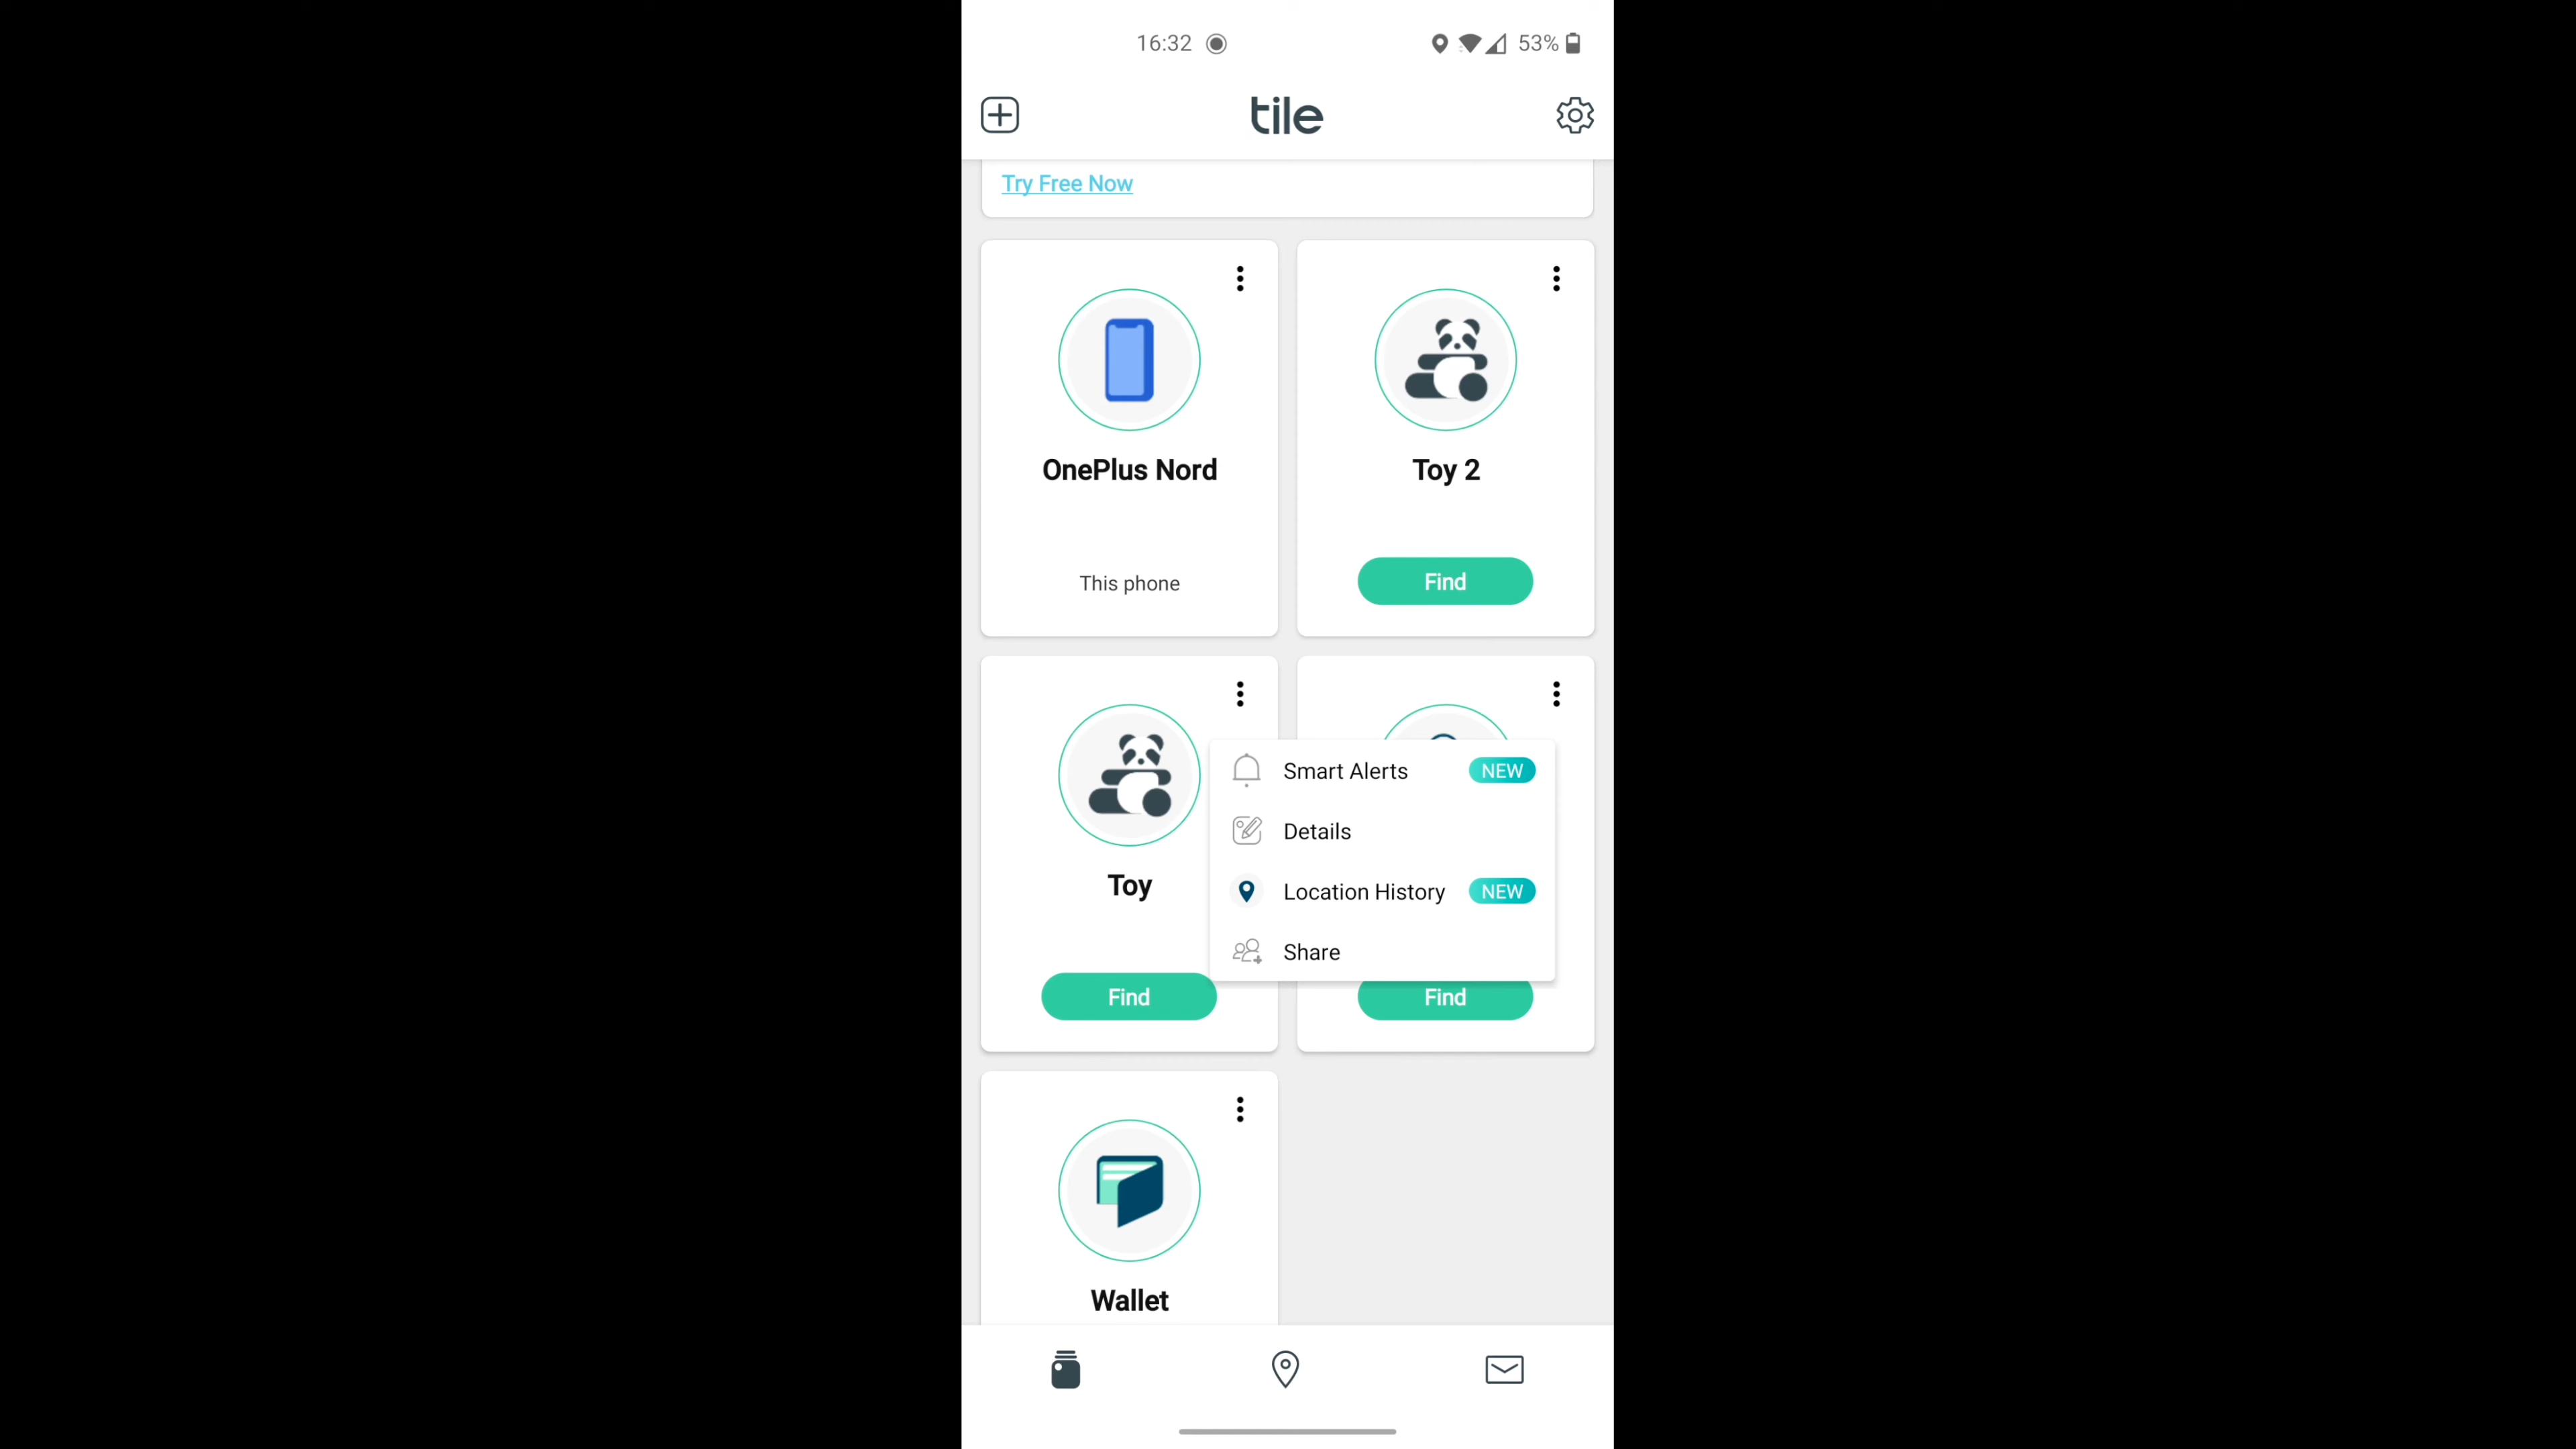 16:32
53%
tile
Try Free Now
OnePlus Nord
Toy 2
This phone
Find
Smart Alerts
NEW
Details
Location History
NEW
Share
Toy
Find
Find
Wallet